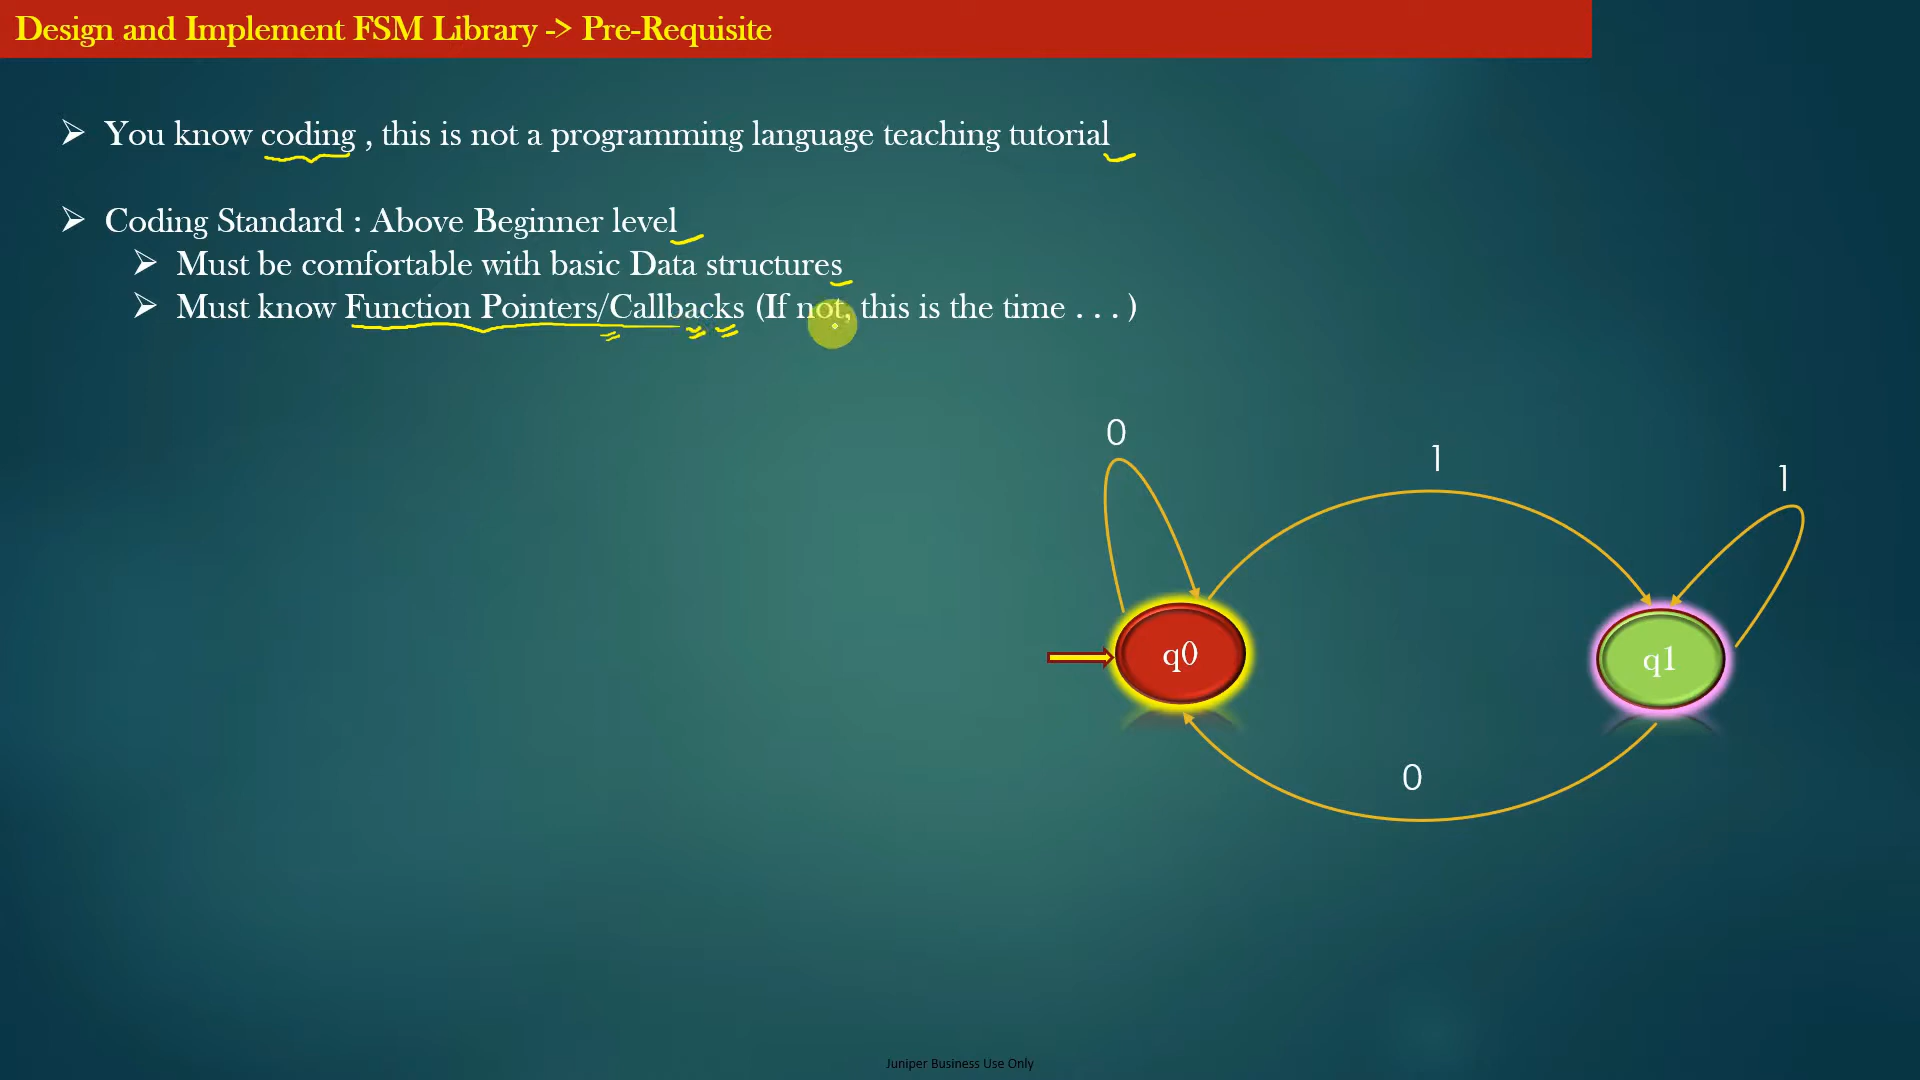 Design and Implement FSM Library -> Pre-Requisite
You know coding , this is not a programming language teaching tutorial
Coding Standard : Above Beginner level
Must be comfortable with basic Data structures
Must know Function Pointers/Callbacks (If not, this is the time . . . )
0
1
1
q0
q1
0
Juniper Business Use Only